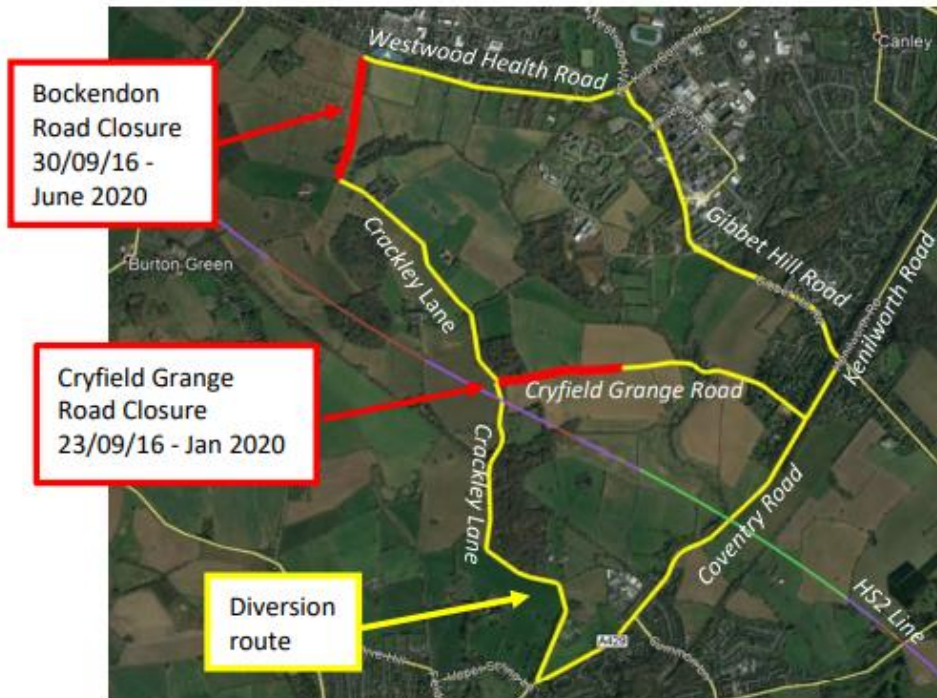 Westwood Health Road
Canley
Bockendon
Road Closure
30/09/16 -
June 2020
Gibbet Hill Road
Kenilworth Road
Burton Green
Crackley Lane
Cryfield Grange
Road Closure
23/09/16 - Jan 2020
Cryfield Grange Road
Crackley Lane
Coventry Road
HS2 Line
Diversion
route
A429